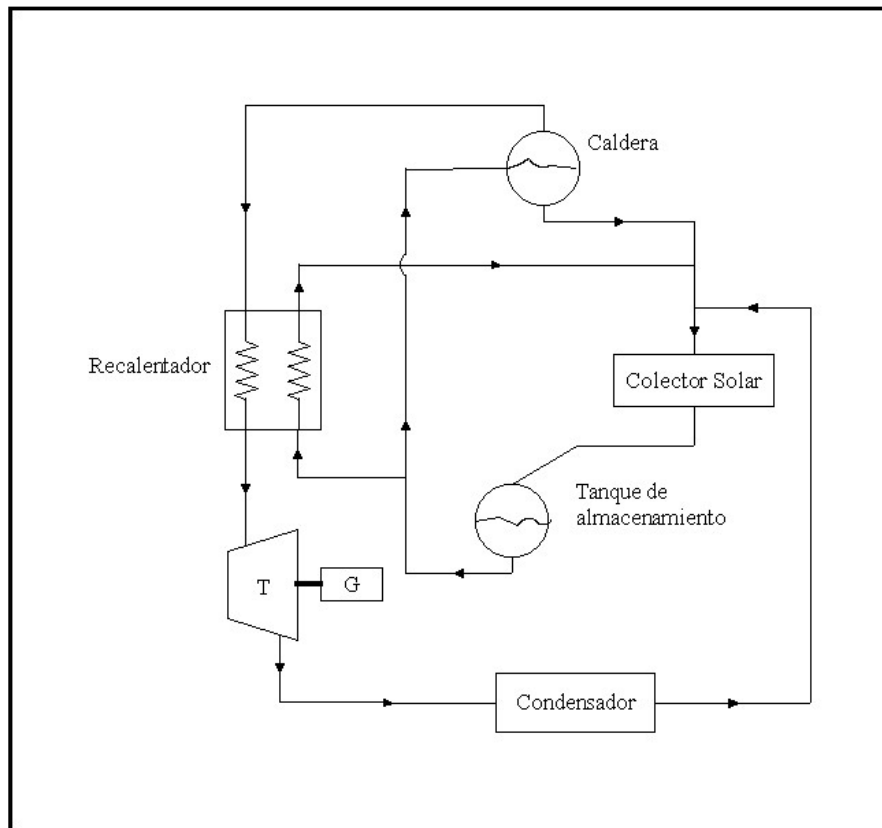 Caldera
Recalentador
Colector Solar
Tanque de
almacenamiento
T
G
Condensador